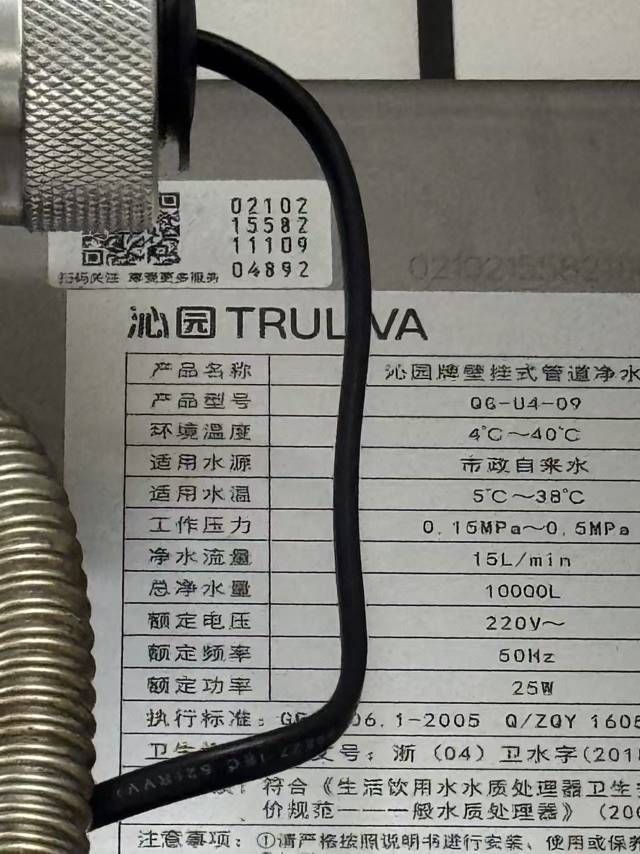 02102
15582
11109
04892
扫码关注 尊享更多服务
沁园 TRULIVA
产品名称 沁园牌壁挂式管道净水
产品型号 QG-U4-09
环境温度 4℃～40℃
适用水源 市政自来水
适用水温 5℃～38℃
工作压力 0.15MPa～0.5MPa
净水流量 15L/min
总净水量 10000L
额定电压 220V～
额定频率 50Hz
额定功率 25W
执行标准： 06.1-2005 Q/ZQY 1605
卫生 号：浙（04）卫水字（201
符合《生活饮用水水质处理器卫生
价规范———一般水质处理器》（200
注意事项：①请严格按照说明书进行安装、使用或保养